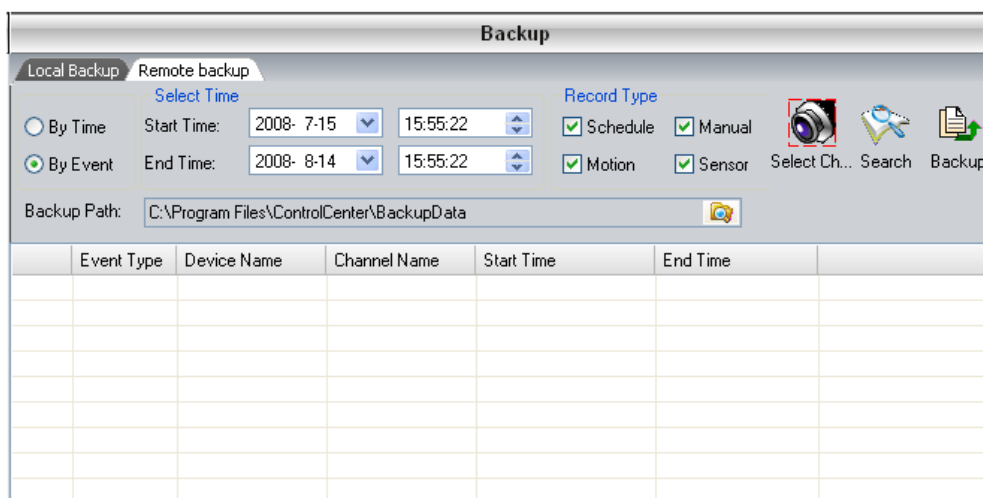 Backup
Local Backup Remote backup
Select Time Record Type
By Time Start Time: 2008- 7-15 15:55:22 Schedule Manual
By Event End Time: 2008- 8-14 15:55:22 Motion Sensor Select Ch... Search Backup
Backup Path: C:\Program Files\ControlCenter\BackupData
Event Type Device Name Channel Name Start Time End Time